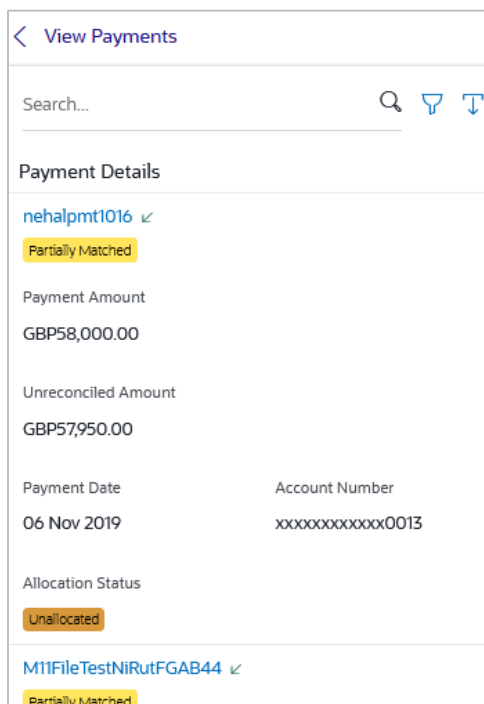 View Payments
Search...
Payment Details
nehalpmt1016
Partially Matched
Payment Amount
GBP58,000.00
Unreconciled Amount
GBP57,950.00
Payment Date Account Number
06 Nov 2019 xxxxxxxxxxxx0013
Allocation Status
Unallocated
M11FileTestNiRutFGAB44
Partially Matched